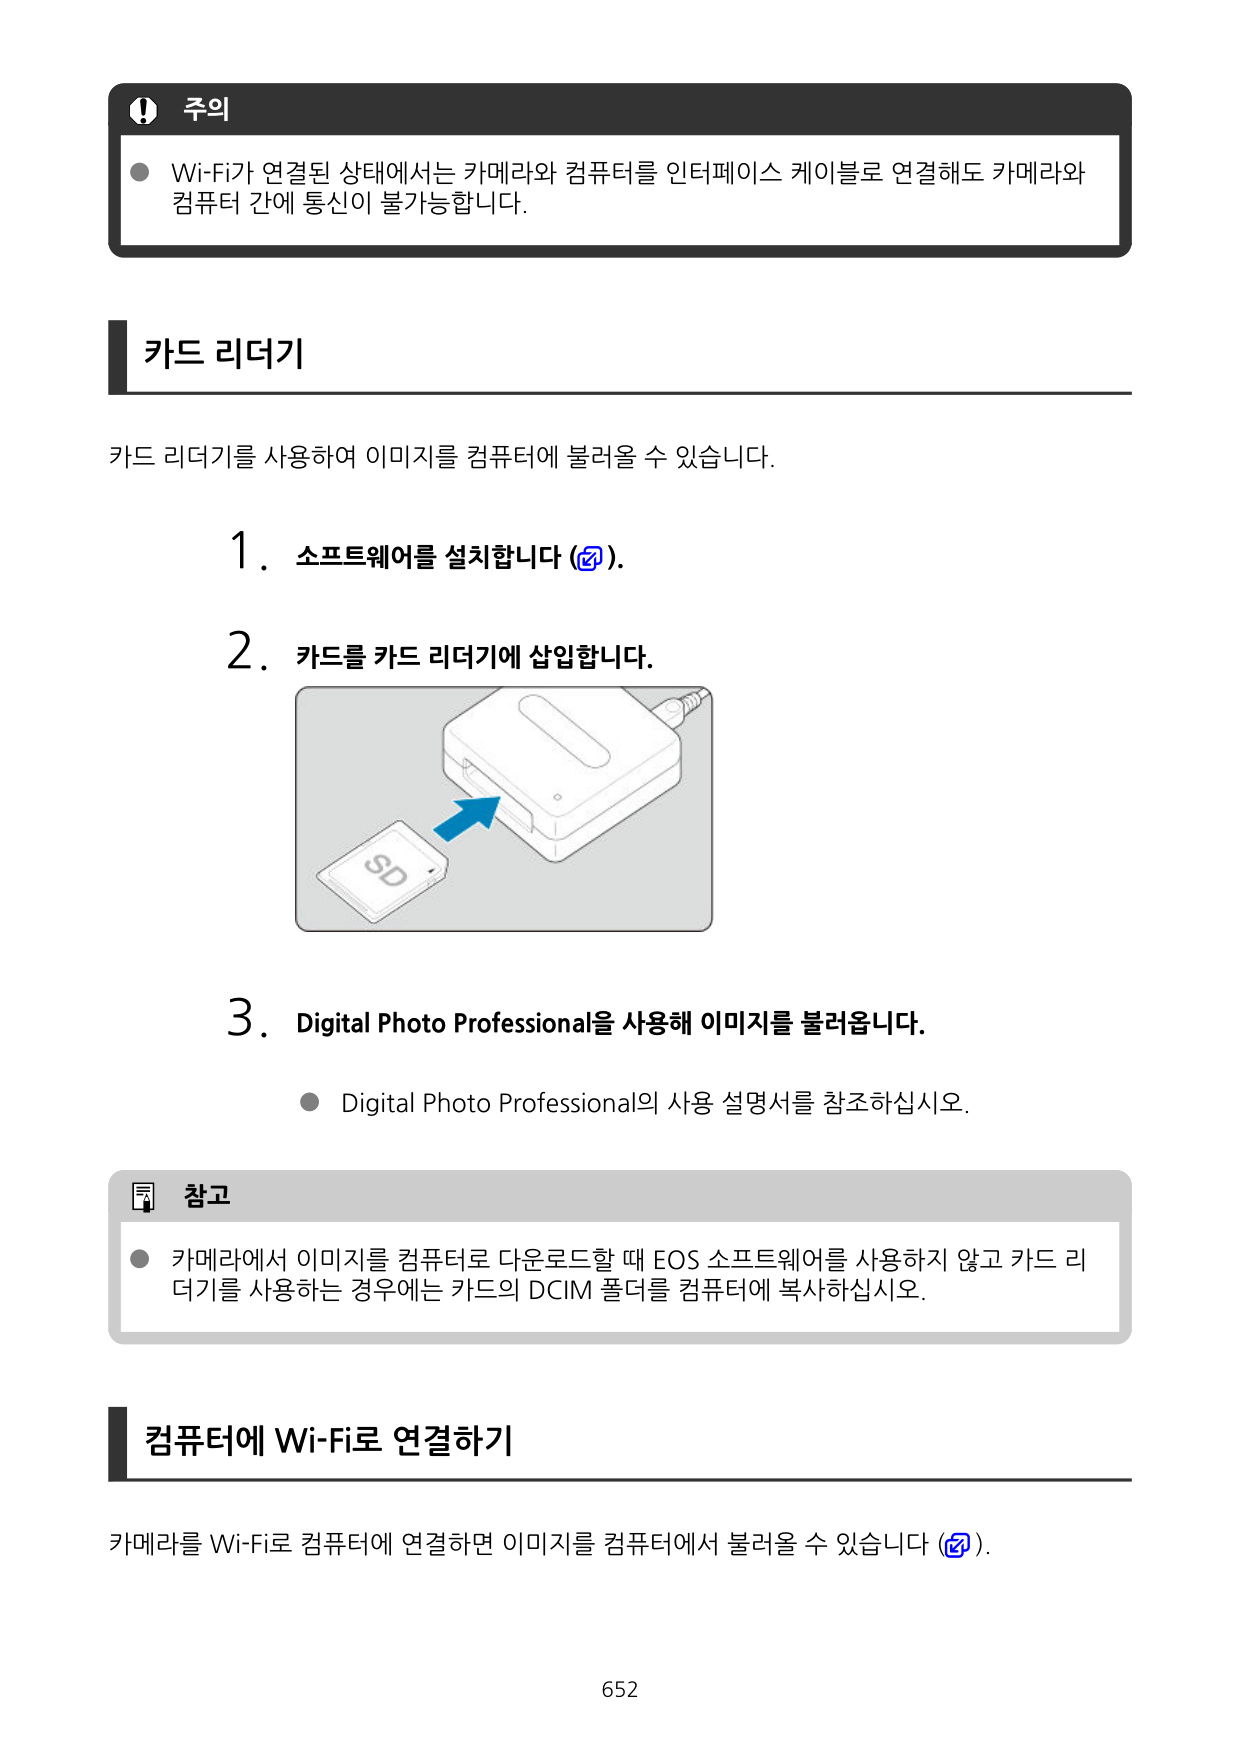 주의
● Wi-Fi가 연결된 상태에서는 카메라와 컴퓨터를 인터페이스 케이블로 연결해도 카메라와
컴퓨터 간에 통신이 불가능합니다.
카드 리더기
카드 리더기를 사용하여 이미지를 컴퓨터에 불러올 수 있습니다.
1. 소프트웨어를 설치합니다 ( ).
2. 카드를 카드 리더기에 삽입합니다.
SD
3. Digital Photo Professional을 사용해 이미지를 불러옵니다.
● Digital Photo Professional의 사용 설명서를 참조하십시오.
참고
● 카메라에서 이미지를 컴퓨터로 다운로드할 때 EOS 소프트웨어를 사용하지 않고 카드 리
더기를 사용하는 경우에는 카드의 DCIM 폴더를 컴퓨터에 복사하십시오.
컴퓨터에 Wi-Fi로 연결하기
카메라를 Wi-Fi로 컴퓨터에 연결하면 이미지를 컴퓨터에서 불러올 수 있습니다 ( ).
652